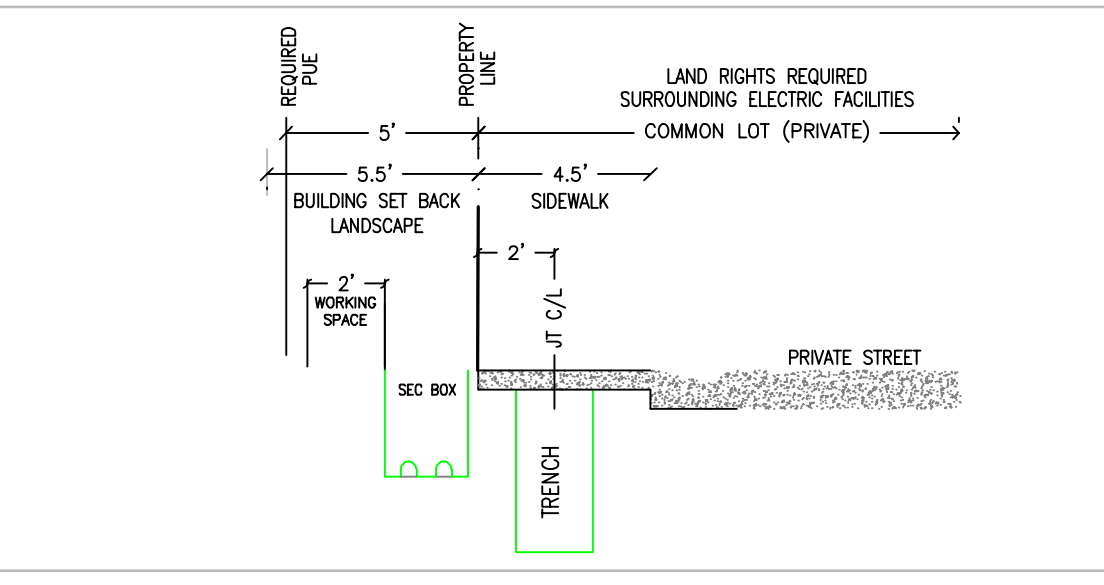 REQUIRED
PUE
PROPERTY
LINE
LAND RIGHTS REQUIRED
SURROUNDING ELECTRIC FACILITIES
5'
COMMON LOT (PRIVATE)
5.5'
4.5'
BUILDING SET BACK
LANDSCAPE
SIDEWALK
2'
2'
WORKING
SPACE
JT C/L
PRIVATE STREET
SEC BOX
TRENCH